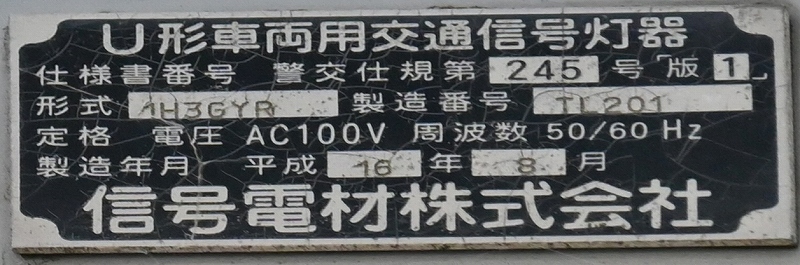 U形車両用交通信号灯器
仕様書番号 警交仕規第 245 号「版 1」
形式 1H3GYR 製造番号 TL201
定格 電圧 AC100V 周波数 50/60 Hz
製造年月 平成 16 年 8 月
信号電材株式会社